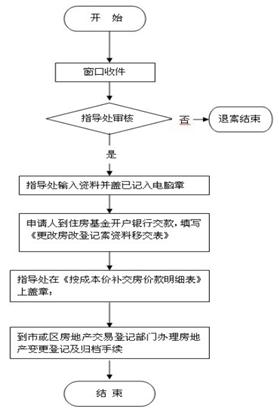 开 始
窗口收件
指导处审核
否
退案结束
是
指导处输入资料并盖已记入电脑章
申请人到住房基金开户银行交款，填写
《更改房改登记案资料移交表》
指导处在《按成本价补交房价款明细表》
上盖章；
到市或区房地产交易登记部门办理房地
产变更登记及归档手续
结 束